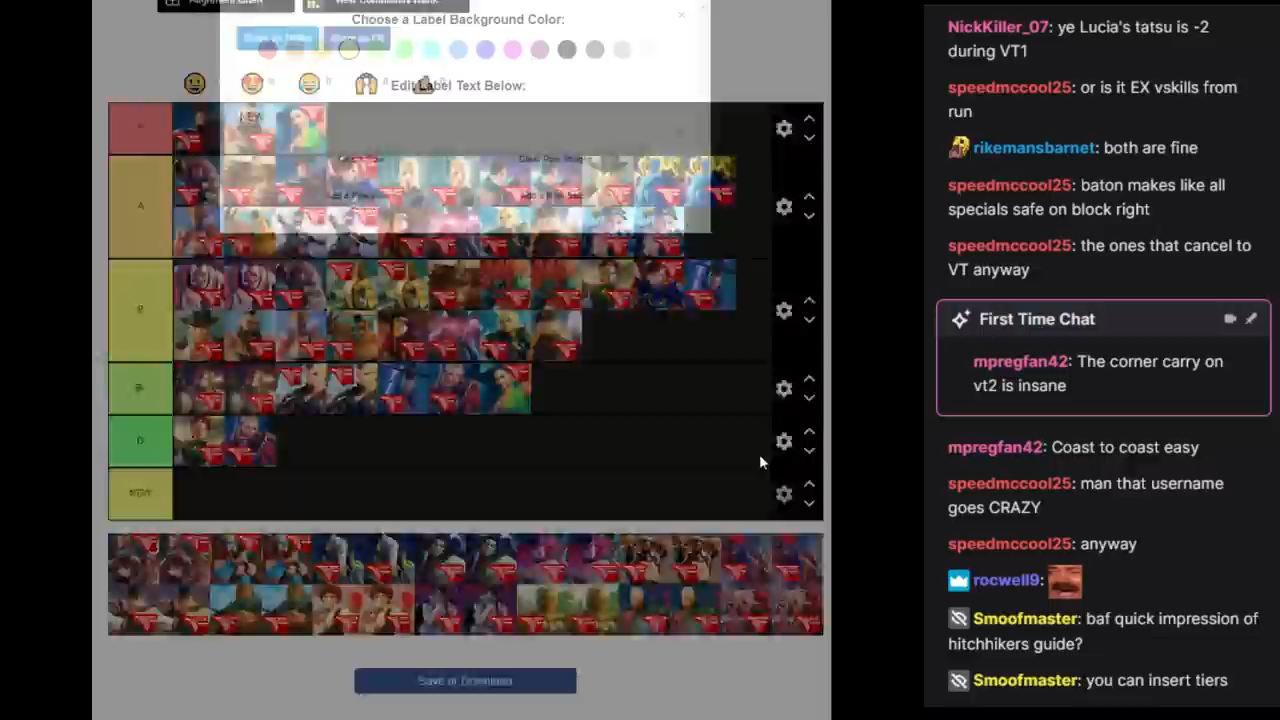 Choose a Label Background Color:
Edit Label Text Below:
A
D
NEW
Save or Download
NickKiller_07: ye Lucia's tatsu is -2
during VT1
speedmccool25: or is it EX vskills from
run
rikemansbarnet: both are fine
speedmccool25: baton makes like all
specials safe on block right
speedmccool25: the ones that cancel to
VT anyway
First Time Chat
mpregfan42: The corner carry on
vt2 is insane
mpregfan42: Coast to coast easy
speedmccool25: man that username
goes CRAZY
speedmccool25: anyway
rocwell9:
Smoofmaster: baf quick impression of
hitchhikers guide?
Smoofmaster: you can insert tiers